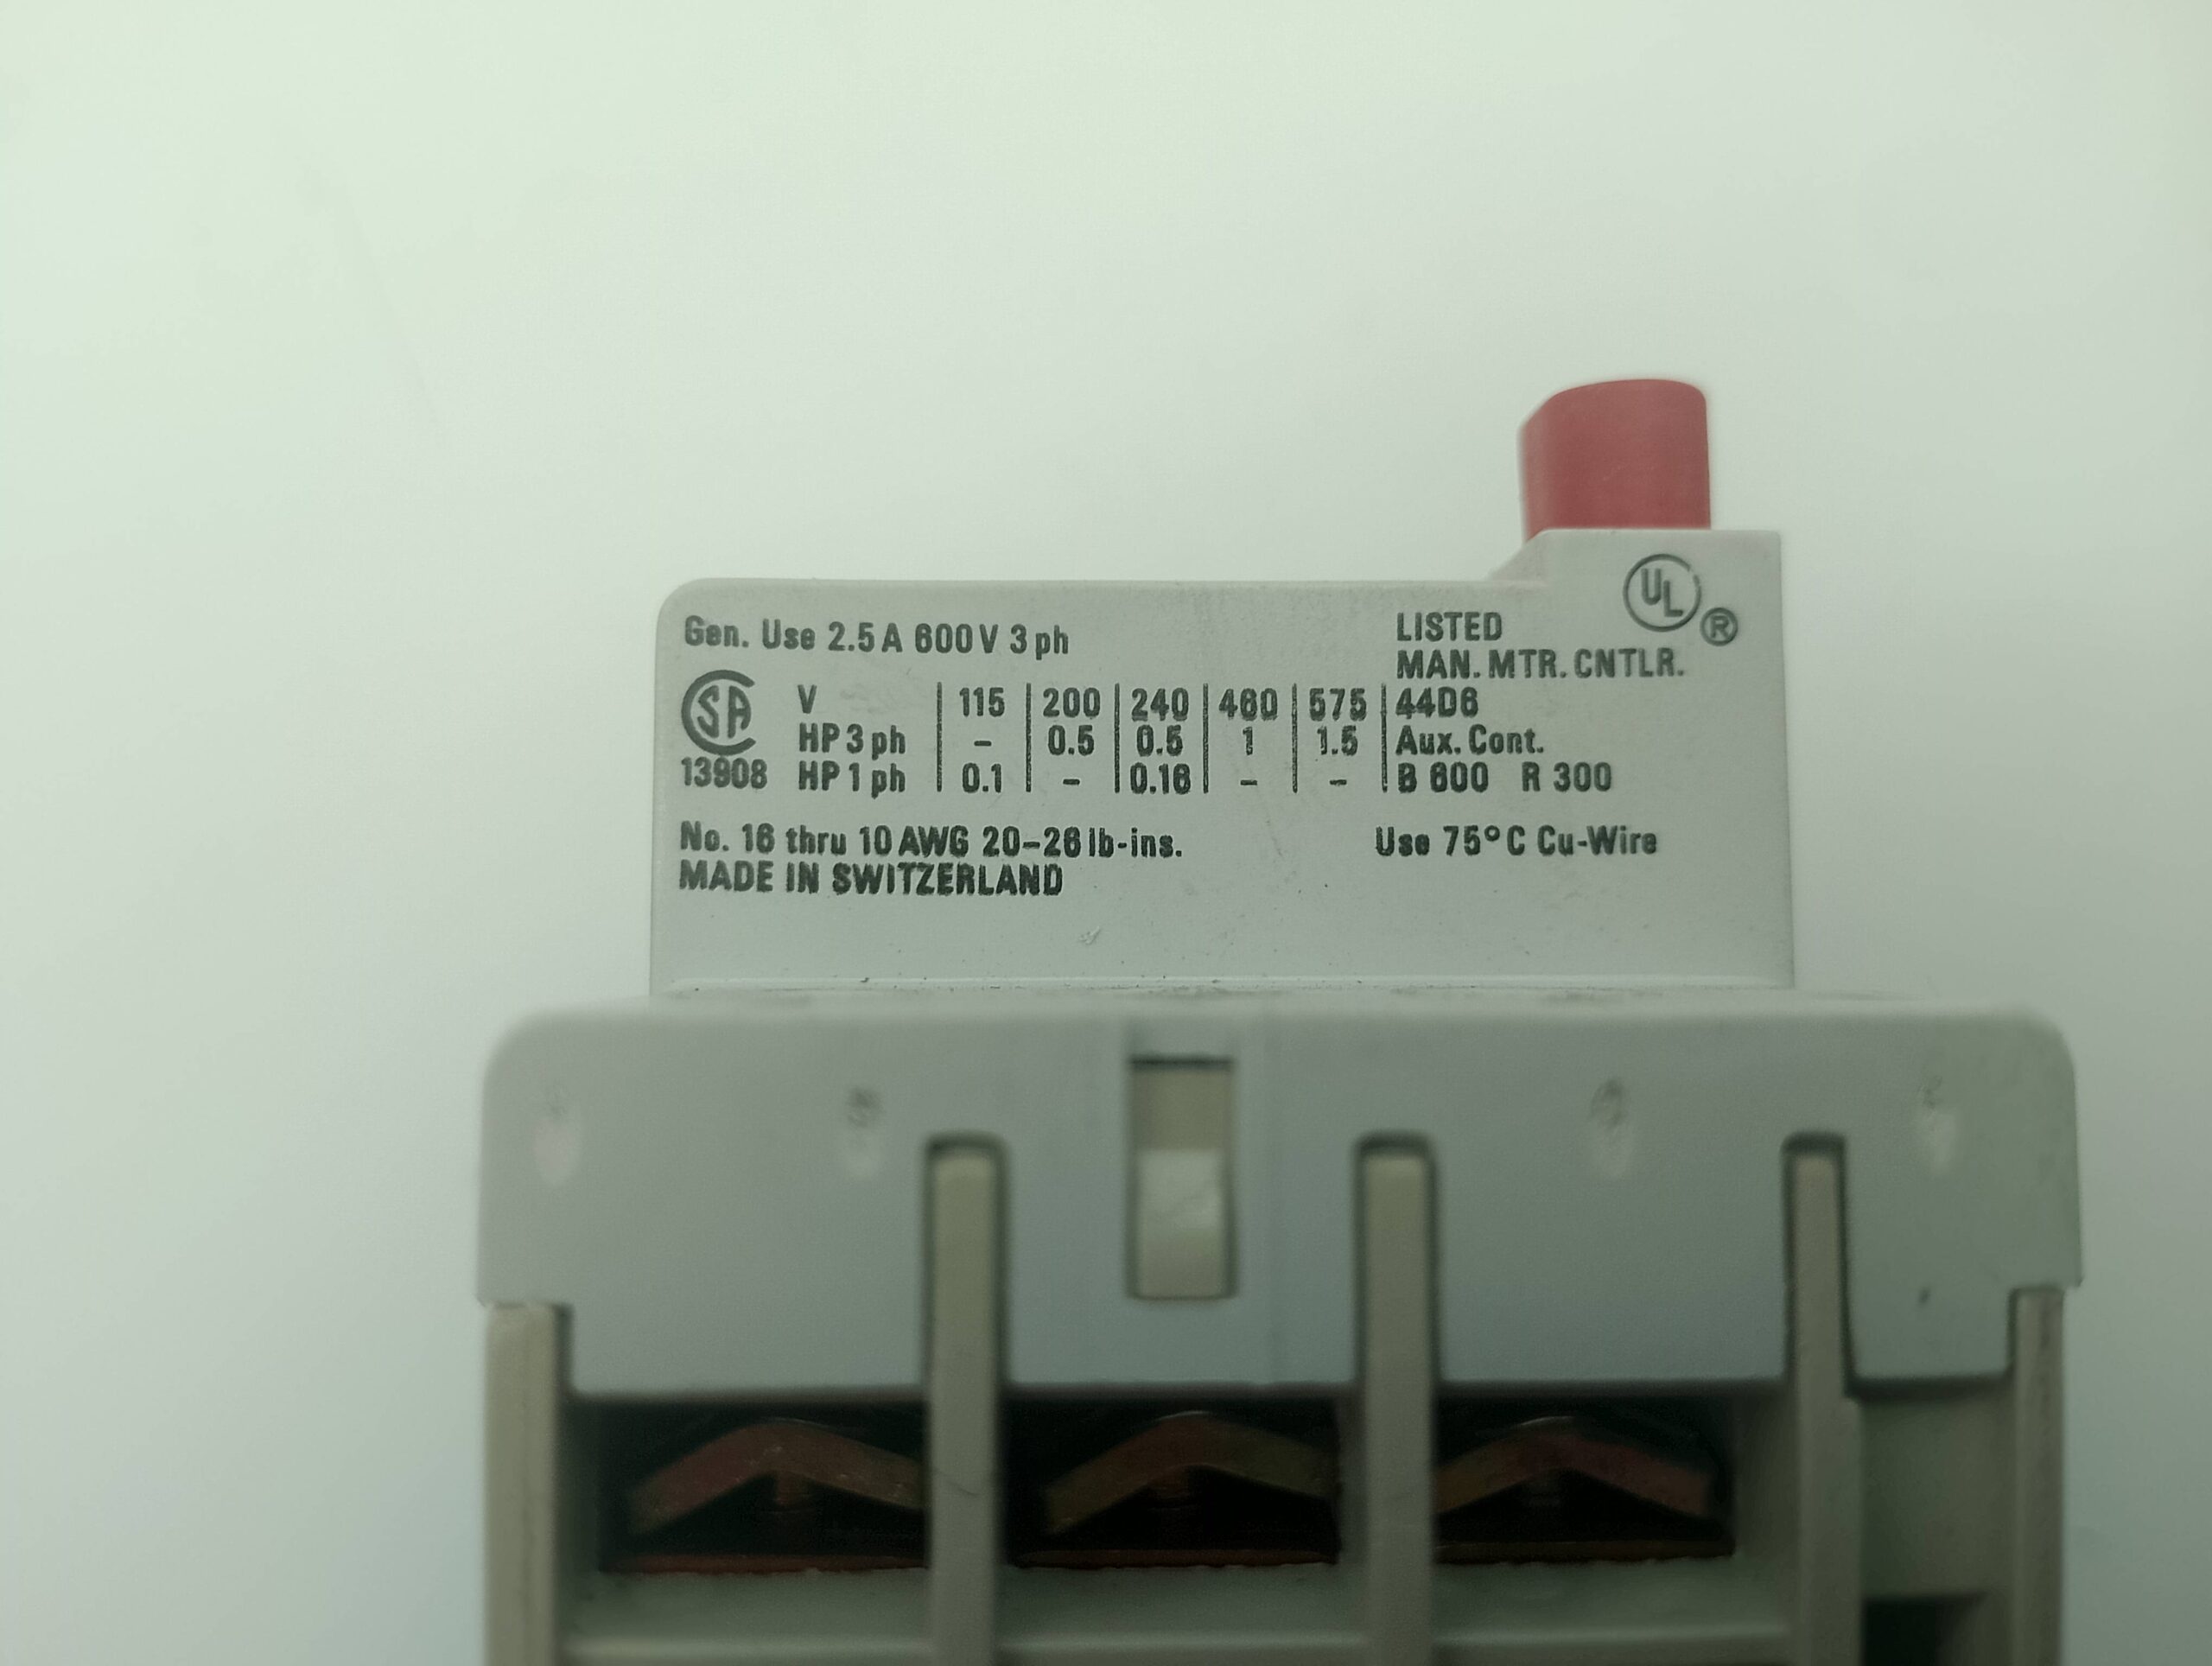 Gen. Use 2.5 A 600 V 3 ph
UL ®
LISTED
MAN. MTR. CNTLR.
SA V | 115 | 200 | 240 | 460 | 575 | 44D6
HP 3 ph | – | 0.5 | 0.5 | 1 | 1.5 | Aux. Cont.
13908 HP 1 ph | 0.1 | – | 0.16 | – | – | B 600 R 300
No. 16 thru 10 AWG 20–26 lb-ins. Use 75°C Cu-Wire
MADE IN SWITZERLAND